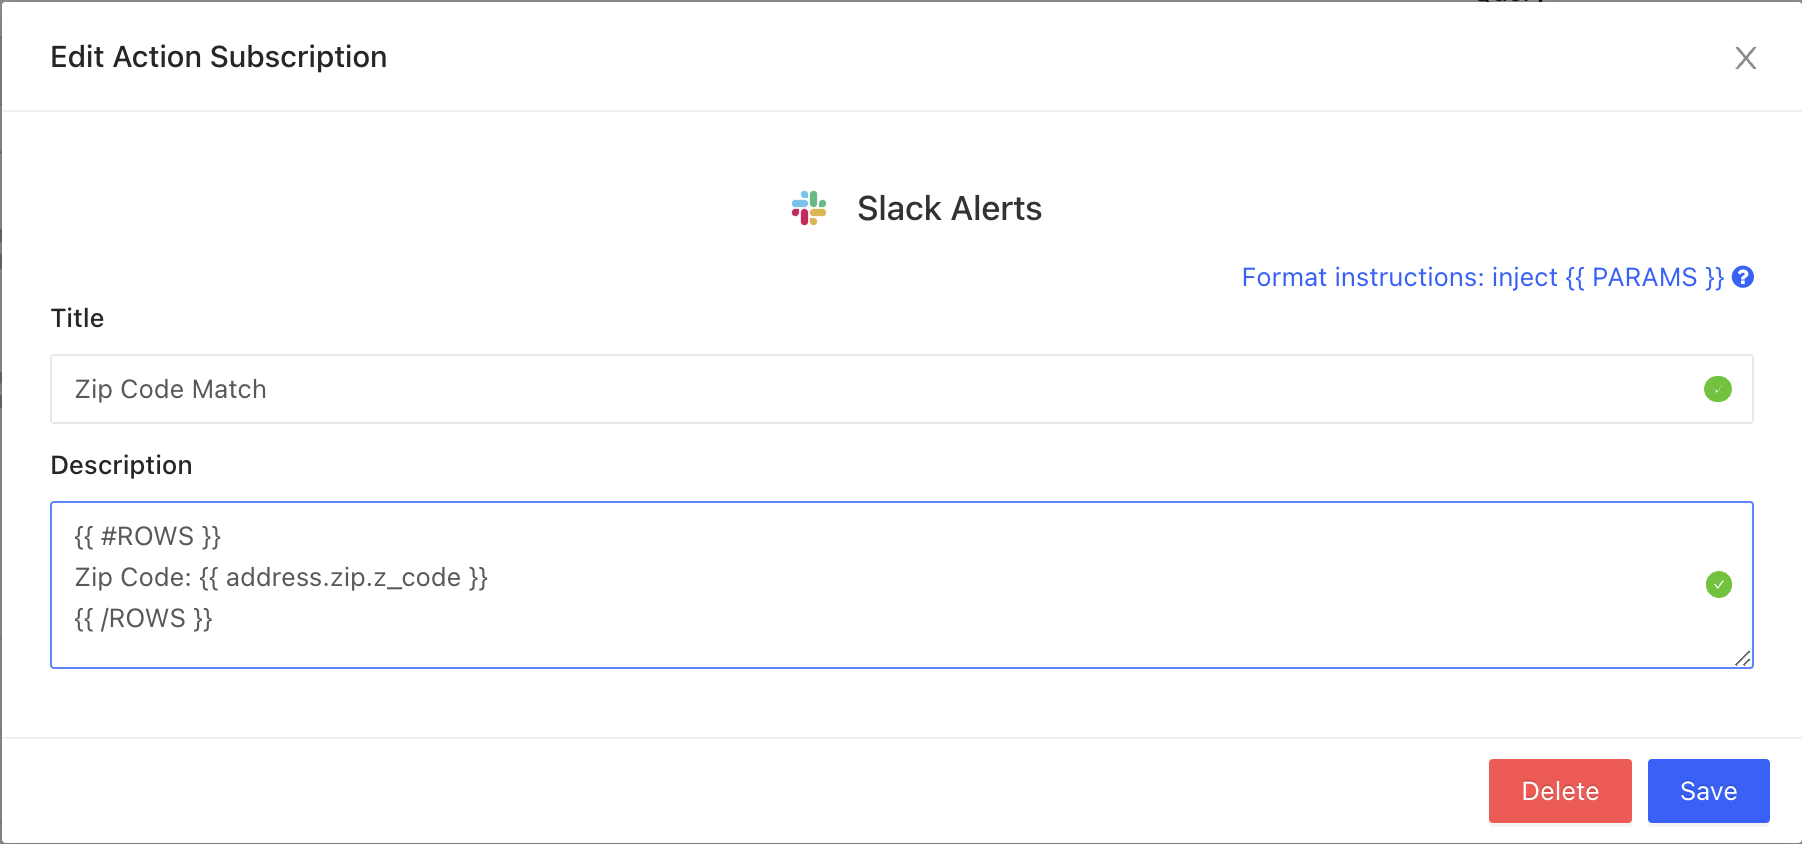 Edit Action Subscription
Slack Alerts
Format instructions: inject {{ PARAMS }}
Title
Zip Code Match
Description
{{ #ROWS }}
Zip Code: {{ address.zip.z_code }}
{{ /ROWS }}
Delete
Save